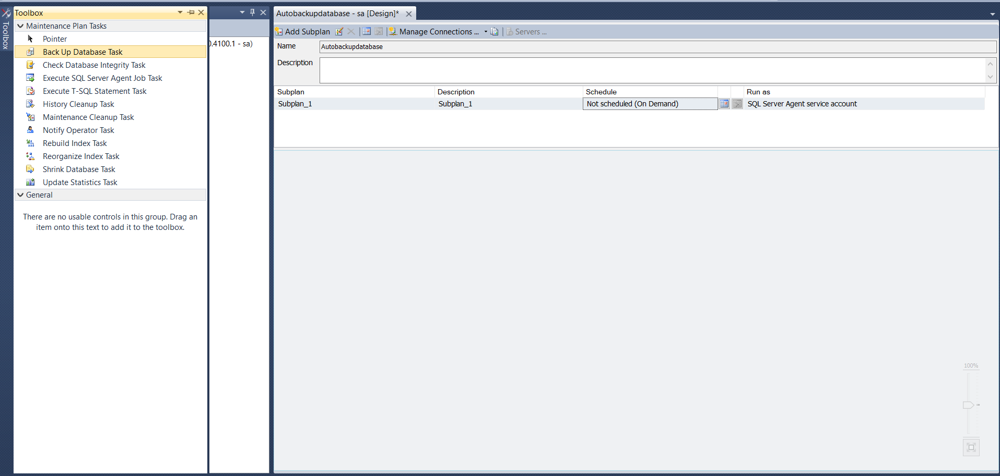 Toolbox
Toolbox
Maintenance Plan Tasks
Pointer
Back Up Database Task
Check Database Integrity Task
Execute SQL Server Agent Job Task
Execute T-SQL Statement Task
History Cleanup Task
Maintenance Cleanup Task
Notify Operator Task
Rebuild Index Task
Reorganize Index Task
Shrink Database Task
Update Statistics Task
General
There are no usable controls in this group. Drag an
item onto this text to add it to the toolbox.
0.4100.1 - sa)
Autobackupdatabase - sa [Design]*
Add Subplan Manage Connections ... Servers ...
Name Autobackupdatabase
Description
Subplan Description Schedule Run as
Subplan_1 Subplan_1 Not scheduled (On Demand) SQL Server Agent service account
100%